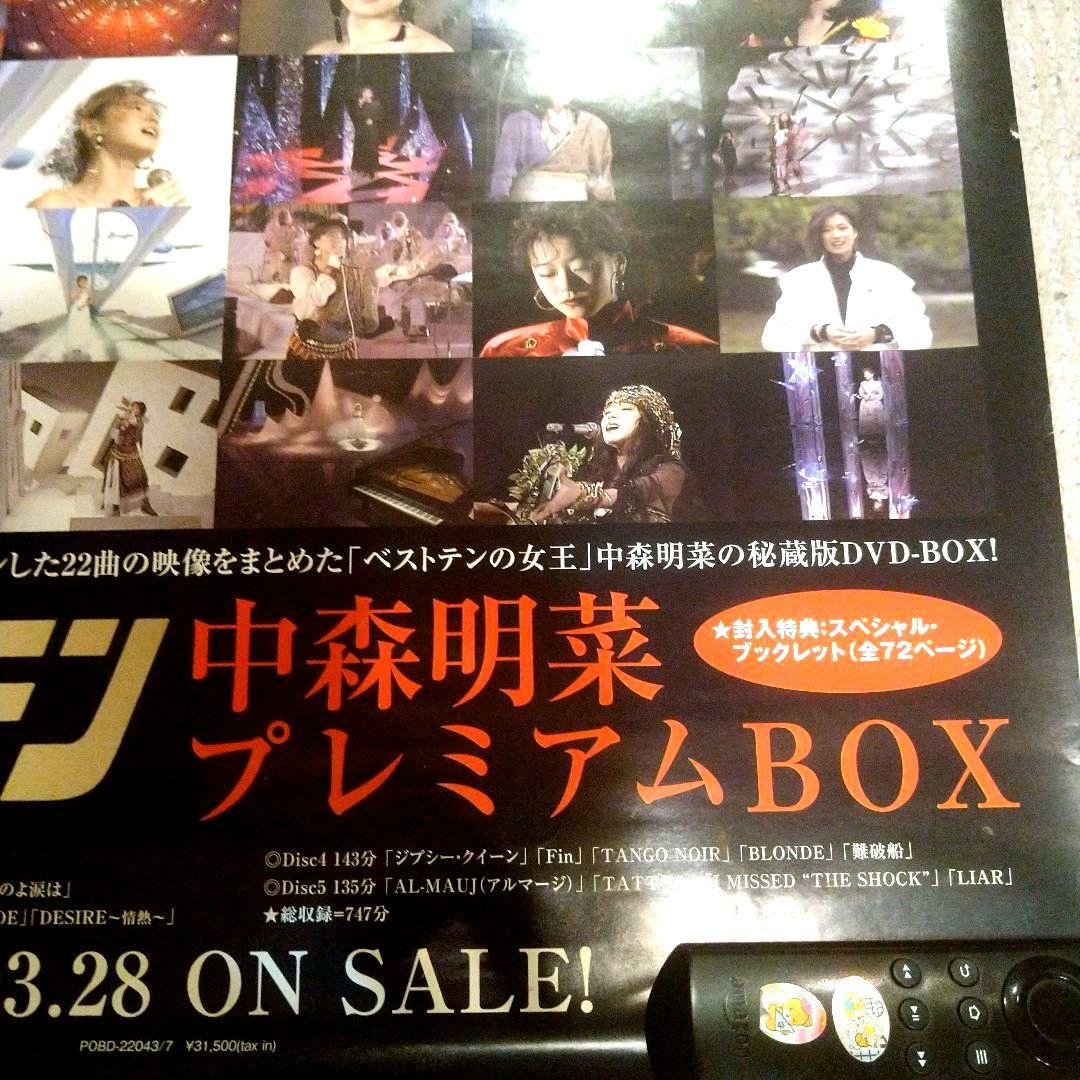 した22曲の映像をまとめた「ベストテンの女王」中森明菜の秘蔵版DVD-BOX!
テン
中森明菜
プレミアムBOX
★封入特典:スペシャル・
ブックレット(全72ページ)
◎Disc4 143分「ジプシー・クイーン」「Fin」「TANGO NOIR」「BLONDE」「難破船」
のよ涙は」
◎Disc5 135分「AL-MAUJ(アルマージ)」「TATTOO」「I MISSED “THE SHOCK”」「LIAR」
DE」「DESIRE～情熱～」
★総収録=747分
3.28 ON SALE!
POBD-22043/7 ¥31,500(tax in)